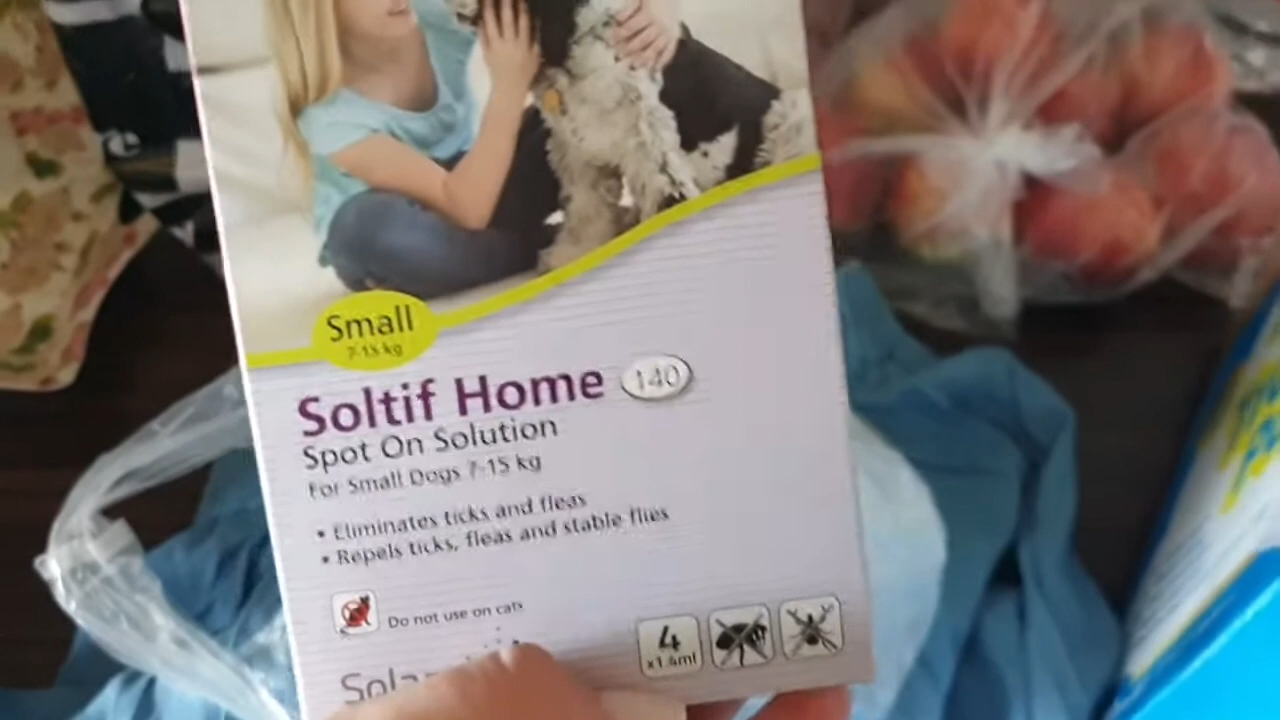 Small
7-15 kg
Soltif Home 140
Spot On Solution
For Small Dogs 7-15 kg
• Eliminates ticks and fleas
• Repels ticks, fleas and stable flies
Do not use on cats
4
x1.4ml